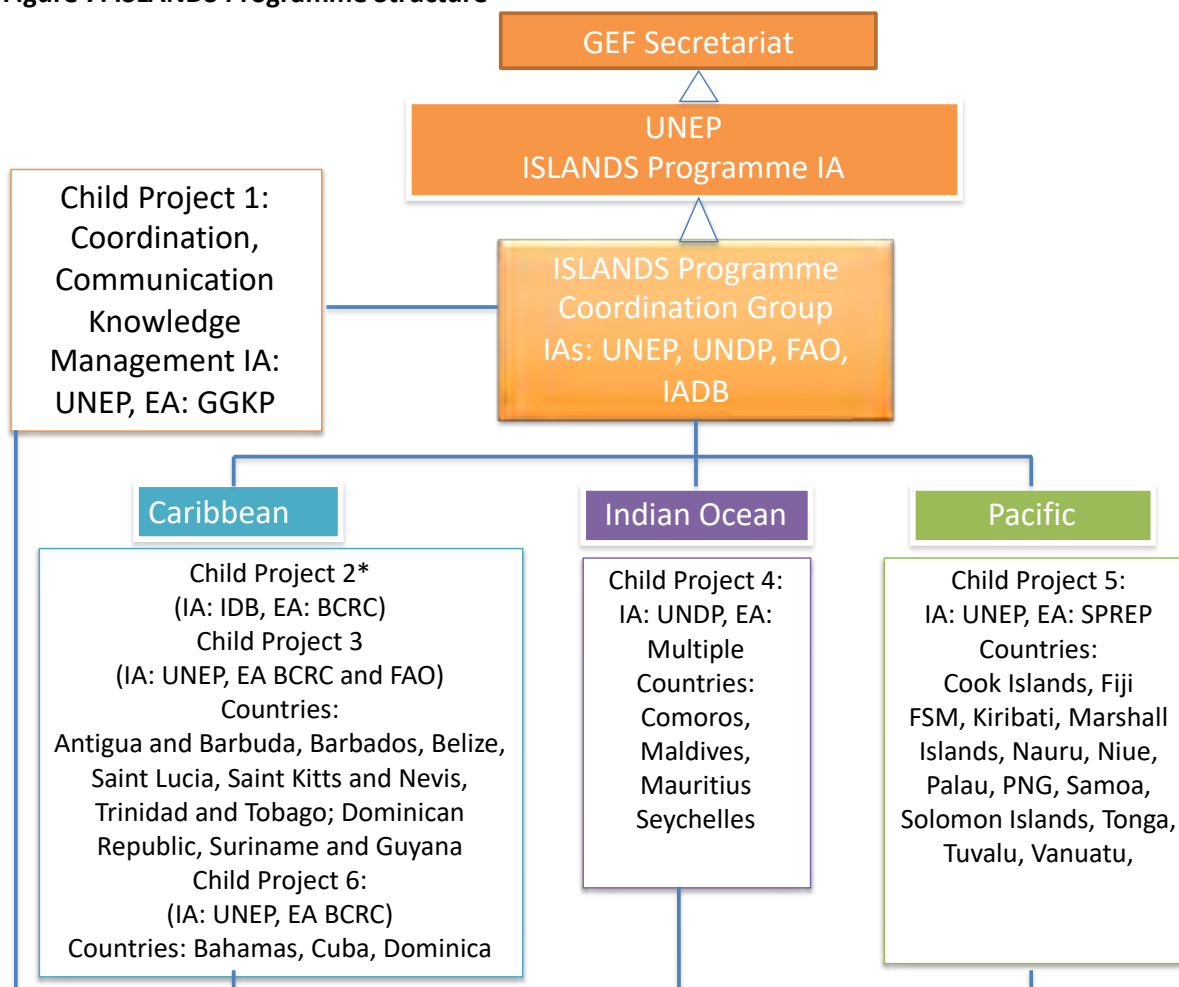 Figure 7: ISLANDS Programme Structure
GEF Secretariat
UNEP
ISLANDS Programme IA
Child Project 1:
Coordination,
Communication
Knowledge
Management IA:
UNEP, EA: GGKP
ISLANDS Programme
Coordination Group
IAs: UNEP, UNDP, FAO,
IADB
Caribbean
Child Project 2*
(IA: IDB, EA: BCRC)
Child Project 3
(IA: UNEP, EA BCRC and FAO)
Countries:
Antigua and Barbuda, Barbados, Belize,
Saint Lucia, Saint Kitts and Nevis,
Trinidad and Tobago; Dominican
Republic, Suriname and Guyana
Child Project 6:
(IA: UNEP, EA BCRC)
Countries: Bahamas, Cuba, Dominica
Indian Ocean
Child Project 4:
IA: UNDP, EA:
Multiple
Countries:
Comoros,
Maldives,
Mauritius
Seychelles
Pacific
Child Project 5:
IA: UNEP, EA: SPREP
Countries:
Cook Islands, Fiji
FSM, Kiribati, Marshall
Islands, Nauru, Niue,
Palau, PNG, Samoa,
Solomon Islands, Tonga,
Tuvalu, Vanuatu,